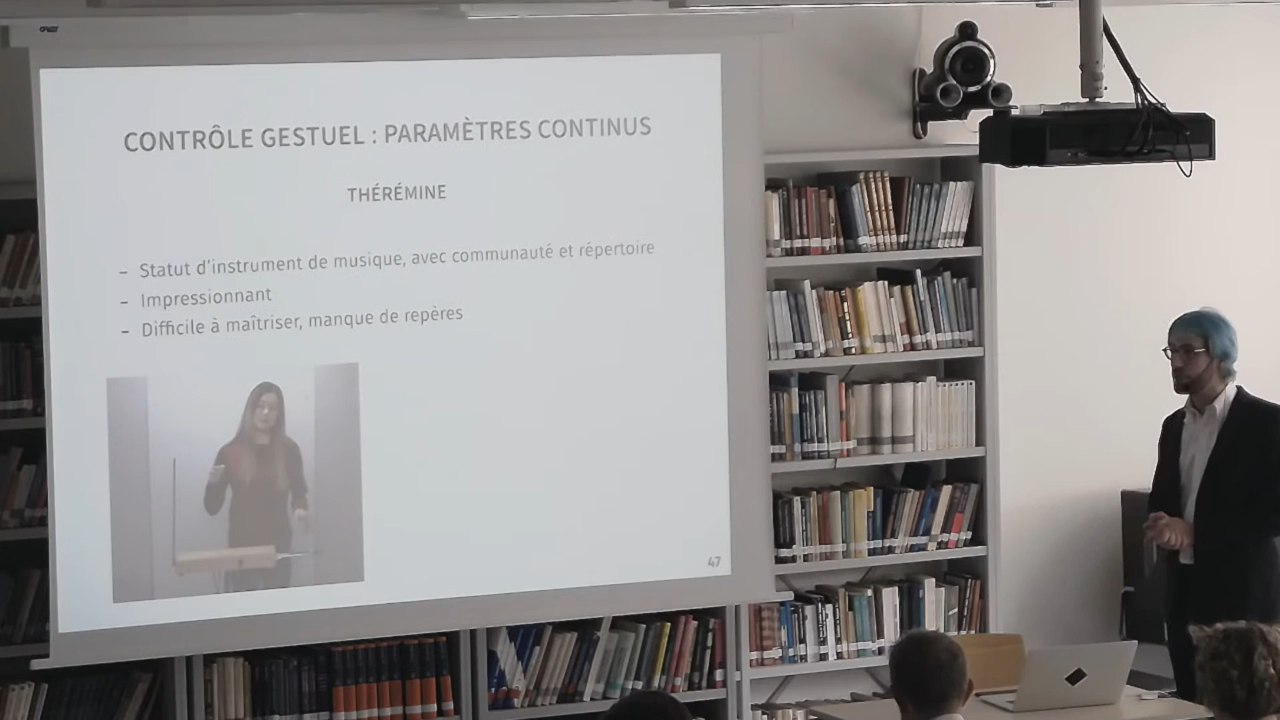 CONTRÔLE GESTUEL : PARAMÈTRES CONTINUS
THÉRÉMINE
– Statut d'instrument de musique, avec communauté et répertoire
– Impressionnant
– Difficile à maîtriser, manque de repères
47